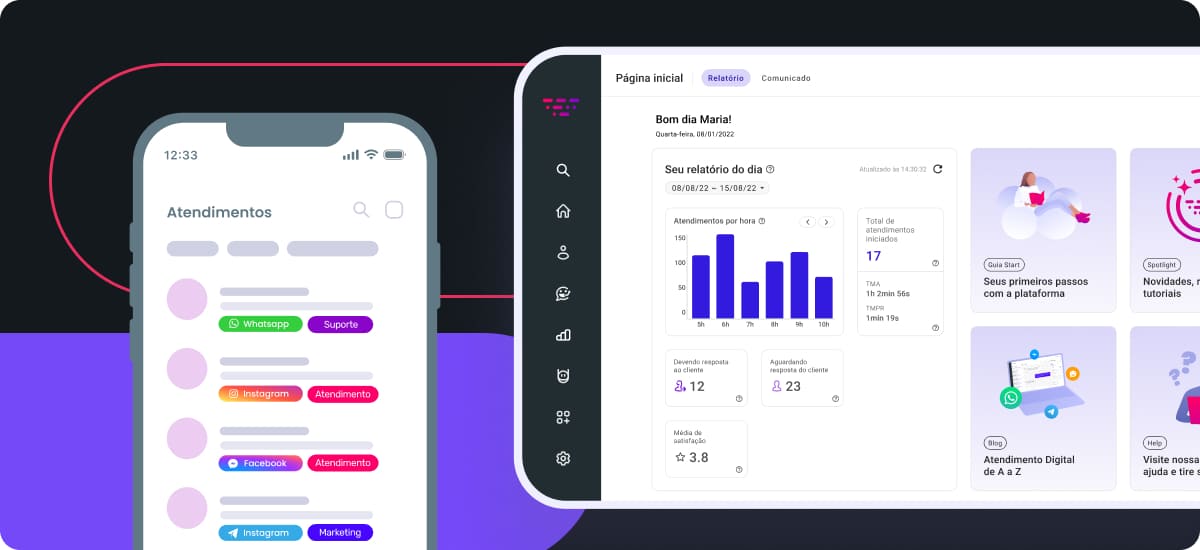 12:33
Atendimentos
Whatsapp
Suporte
Instagram
Atendimento
Facebook
Atendimento
Instagram
Marketing
Página inicial
Relatório
Comunicado
Bom dia Maria!
Quarta-feira, 08/01/2022
Seu relatório do dia
Atualizado às 14:30:32
08/08/22 ~ 15/08/22
Atendimentos por hora
150
100
50
0
5h 6h 7h 8h 9h 10h
Total de
atendimentos
iniciados
17
TMA
1h 2min 56s
TMPR
1min 19s
Devendo resposta
ao cliente
12
Aguardando
resposta do cliente
23
Média de
satisfação
3.8
Guia Start
Seus primeiros passos
com a plataforma
Spotlight
Novidades,
tutoriais
Blog
Atendimento Digital
de A a Z
Help
Visite nossa
ajuda e tire